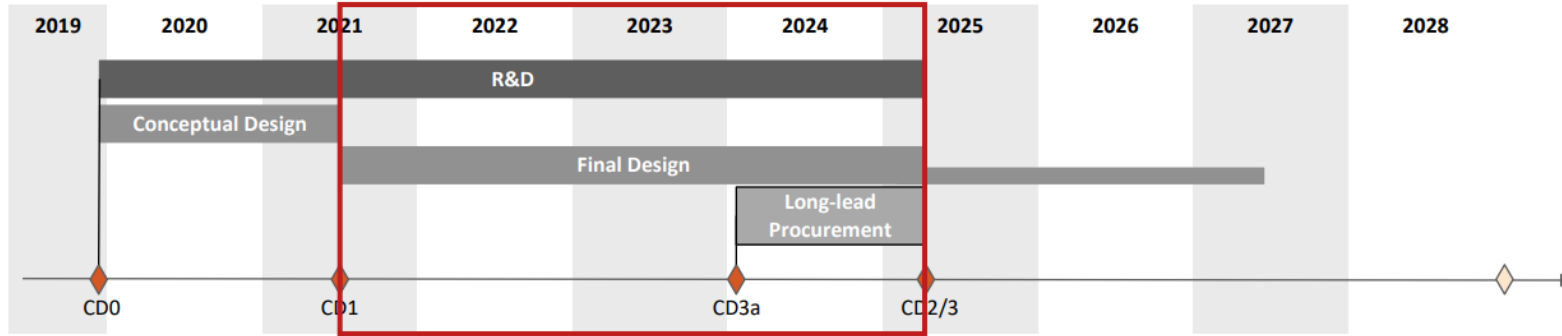 2019 2020 2021 2022 2023 2024 2025 2026 2027 2028
R&D
Conceptual Design
Final Design
Long-lead
Procurement
CD0 CD1 CD3a CD2/3